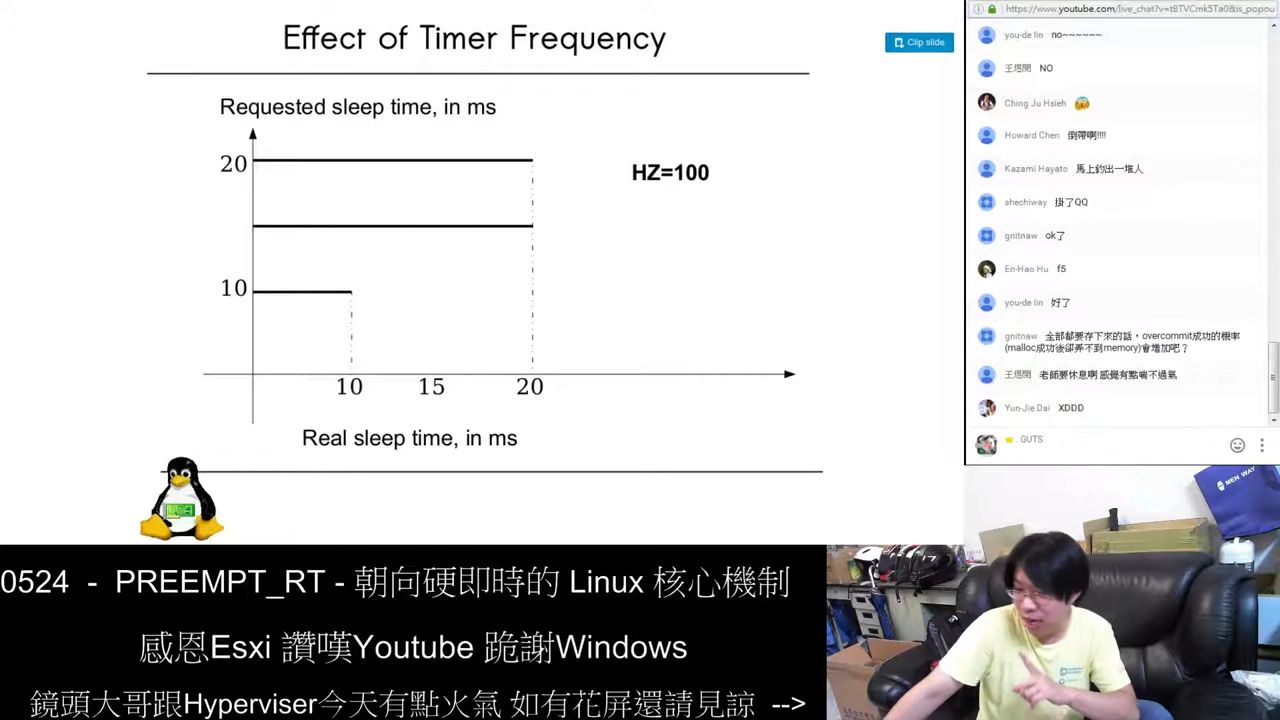 Effect of Timer Frequency
Clip slide
Requested sleep time, in ms
20
HZ=100
10
10 15 20
Real sleep time, in ms
https://www.youtube.com/live_chat?v=t8TVCmk5Ta0&is_popou
you-de lin no~~~~~~
王煜閔 NO
Ching Ju Hsieh
Howard Chen 倒帶啊!!!!
Kazami Hayato 馬上釣出一堆人
shechiway 掛了QQ
gnitnaw ok了
En-Hao Hu f5
you-de lin 好了
gnitnaw 全部都要存下來的話，overcommit成功的機率
(malloc成功後卻弄不到memory)會增加吧？
王煜閔 老師要休息啊 感覺有點喘不過氣
Yun-Jie Dai XDDD
. GUTS
MEN WAY
0524 - PREEMPT_RT - 朝向硬即時的 Linux 核心機制
感恩Esxi 讚嘆Youtube 跪謝Windows
鏡頭大哥跟Hyperviser今天有點火氣 如有花屏還請見諒 -->